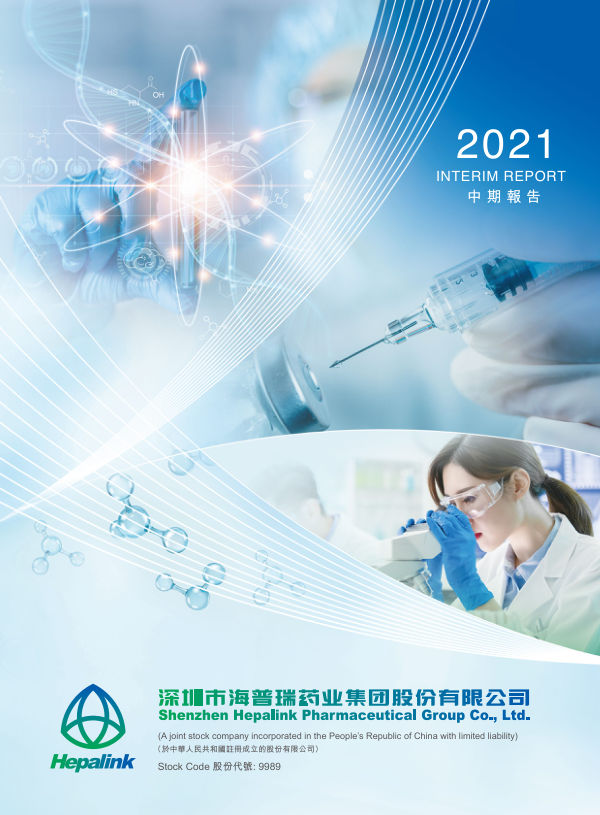 HS
HN
O
OH
2021
INTERIM REPORT
中期報告
深圳市海普瑞药业集团股份有限公司
Shenzhen Hepalink Pharmaceutical Group Co., Ltd.
(A joint stock company incorporated in the People's Republic of China with limited liability)
（於中華人民共和國註冊成立的股份有限公司）
Hepalink
Stock Code 股份代號: 9989